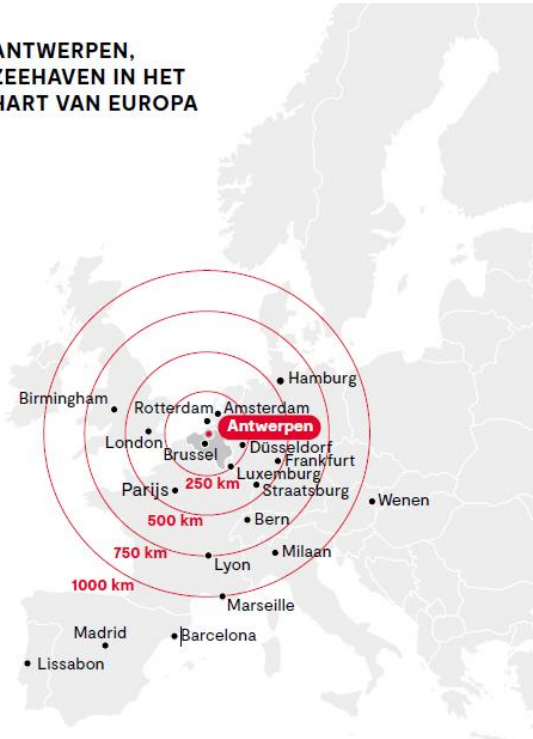 ANTWERPEN,
ZEEHAVEN IN HET
HART VAN EUROPA
Hamburg
Birmingham
Rotterdam
Amsterdam
Antwerpen
London
Brussel
Düsseldorf
Frankfurt
Luxemburg
250 km
Parijs
Straatsburg
Wenen
500 km
Bern
750 km
Milaan
Lyon
1000 km
Marseille
Madrid
Barcelona
Lissabon